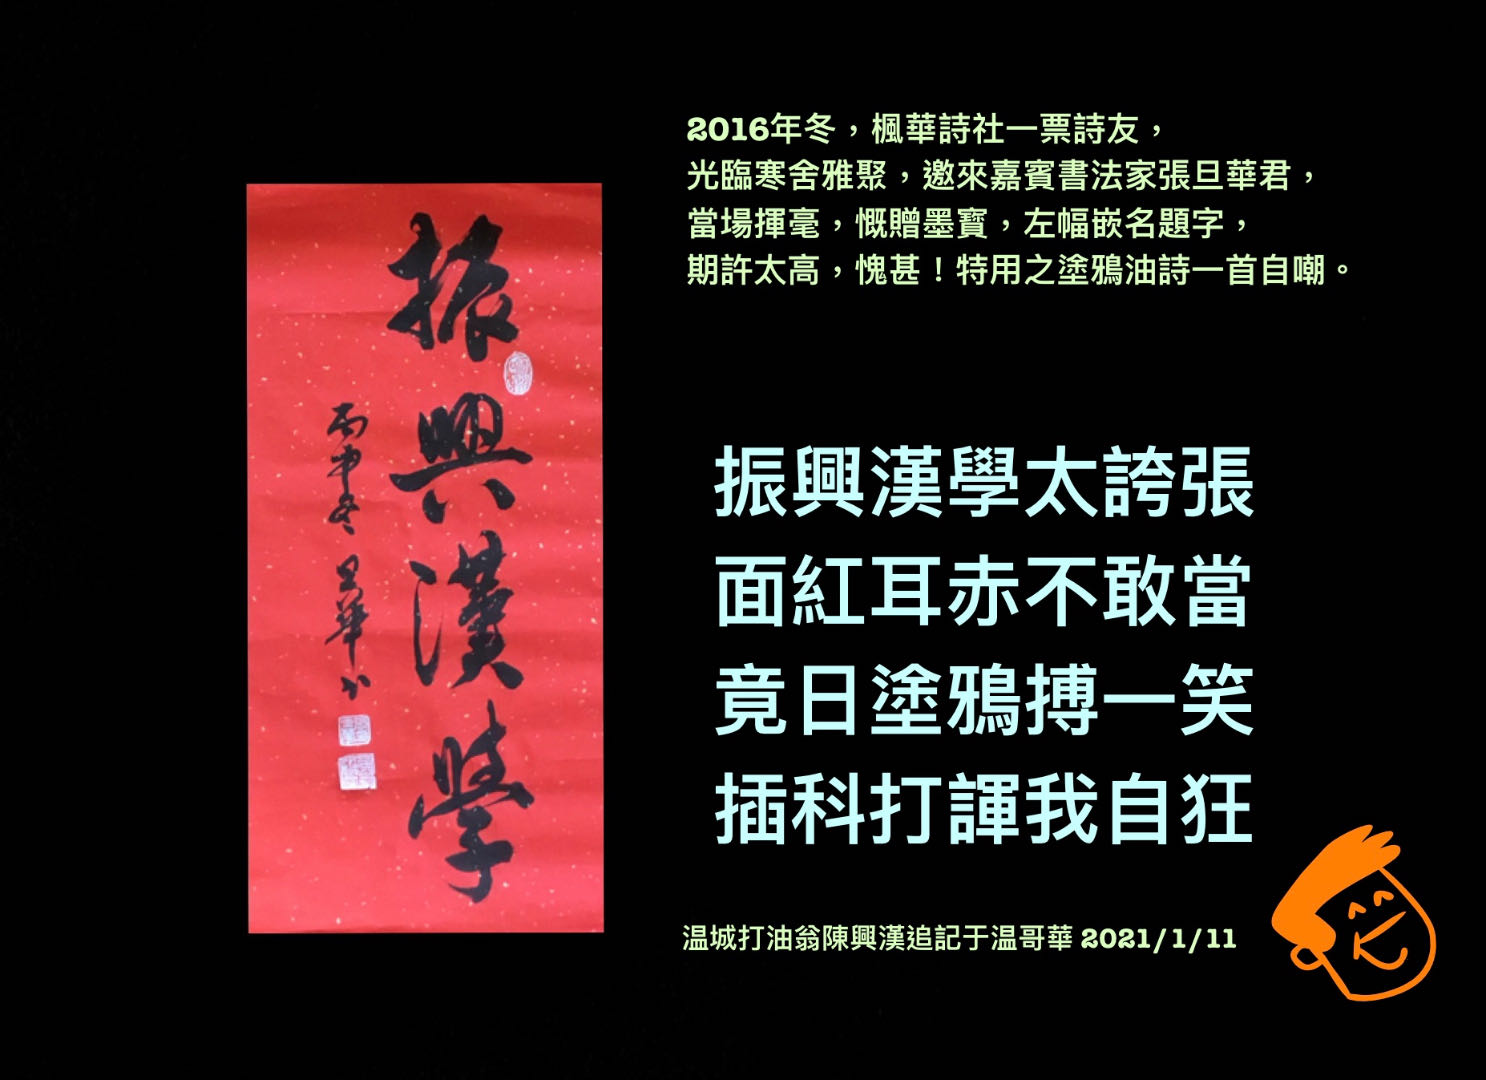 振興漢學
丙申冬 旦華书
2016年冬，楓華詩社一票詩友，
光臨寒舍雅聚，邀來嘉賓書法家張旦華君，
當場揮毫，慨贈墨寶，左幅嵌名題字，
期許太高，愧甚！特用之塗鴉油詩一首自嘲。
振興漢學太誇張
面紅耳赤不敢當
竟日塗鴉搏一笑
插科打諢我自狂
温城打油翁陳興漢追記于温哥華 2021/1/11